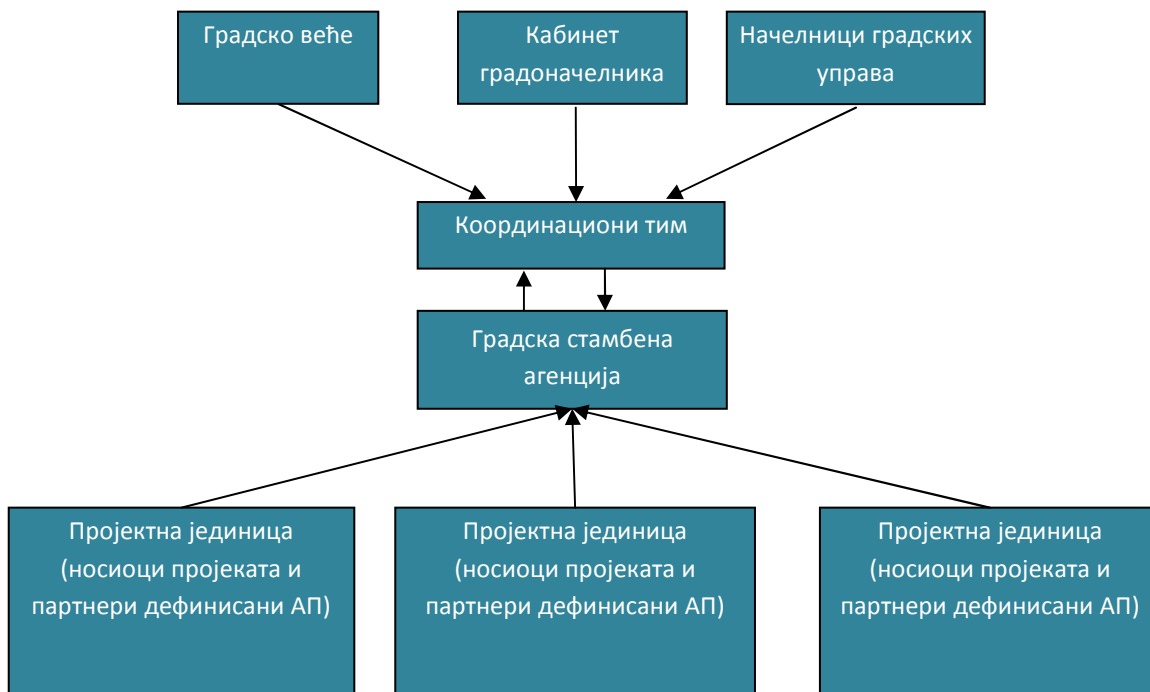 Градско веће
Кабинет
градоначелника
Начелници градских
управа
Координациони тим
Градска стамбена
агенција
Пројектна јединица
(носиоци пројеката и
партнери дефинисани АП)
Пројектна јединица
(носиоци пројеката и
партнери дефинисани АП)
Пројектна јединица
(носиоци пројеката и
партнери дефинисани АП)